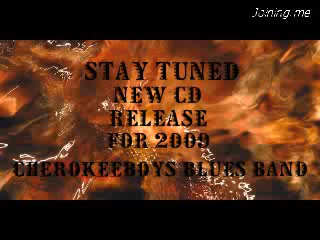 Joining me
STAY TUNED
NEW CD
RELEASE
FOR 2009
CHEROKEEBOYS BLUES BAND